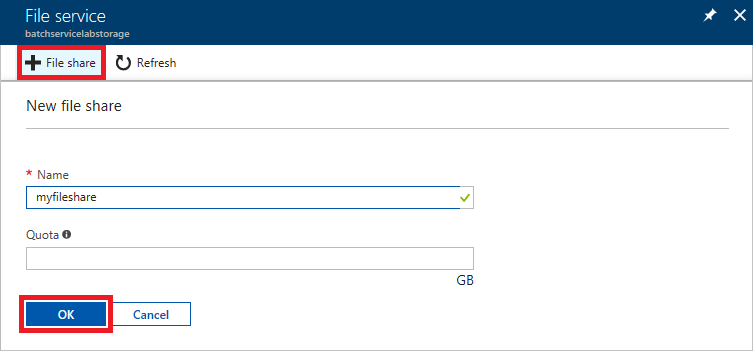 File service
batchservicelabstorage
File share Refresh
New file share
* Name
myfileshare
Quota
GB
OK Cancel